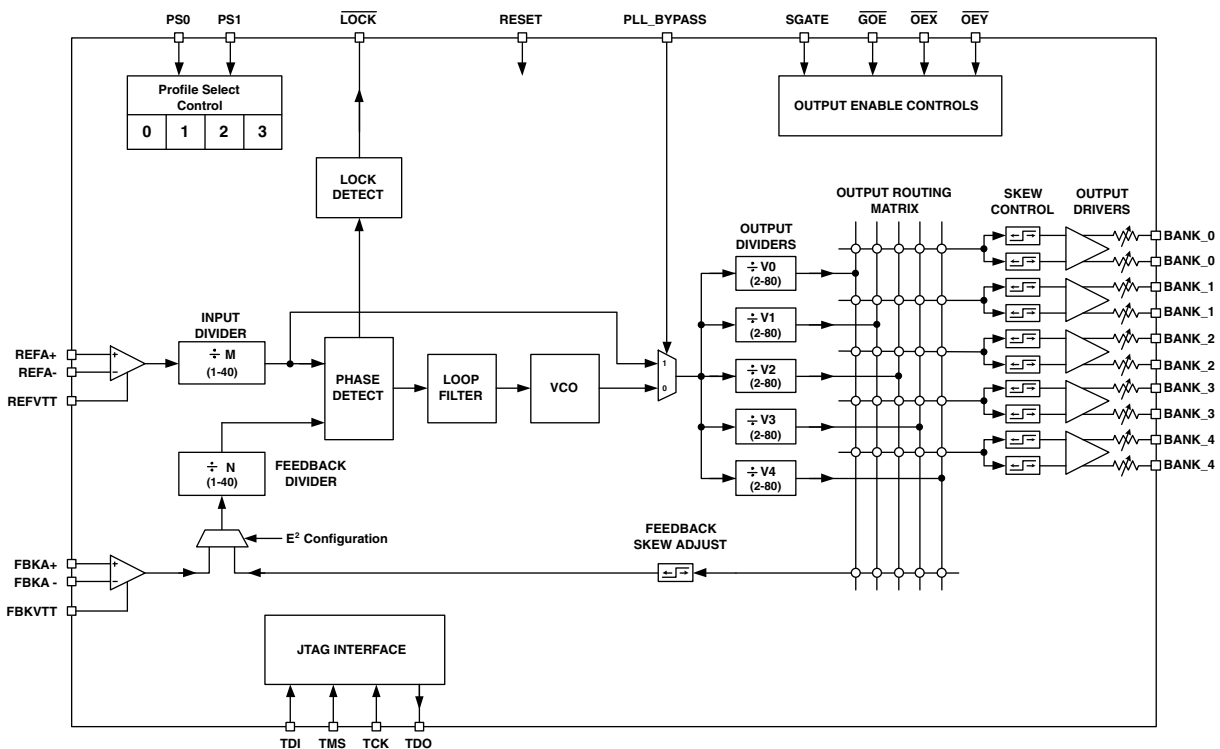 PS0 PS1 LOCK RESET PLL_BYPASS SGATE GOE OEX OEY
Profile Select
Control
0 1 2 3
OUTPUT ENABLE CONTROLS
LOCK
DETECT
OUTPUT ROUTING
MATRIX
SKEW
CONTROL
OUTPUT
DRIVERS
OUTPUT
DIVIDERS
BANK_0
BANK_0
BANK_1
BANK_1
BANK_2
BANK_2
BANK_3
BANK_3
BANK_4
BANK_4
÷ V0
(2-80)
÷ V1
(2-80)
÷ V2
(2-80)
÷ V3
(2-80)
÷ V4
(2-80)
INPUT
DIVIDER
REFA+
REFA-
REFVTT
+
−
÷ M
(1-40)
PHASE
DETECT
LOOP
FILTER
VCO
1
0
÷ N
(1-40)
FEEDBACK
DIVIDER
E² Configuration
FEEDBACK
SKEW ADJUST
FBKA+
FBKA -
FBKVTT
+
−
JTAG INTERFACE
TDI TMS TCK TDO